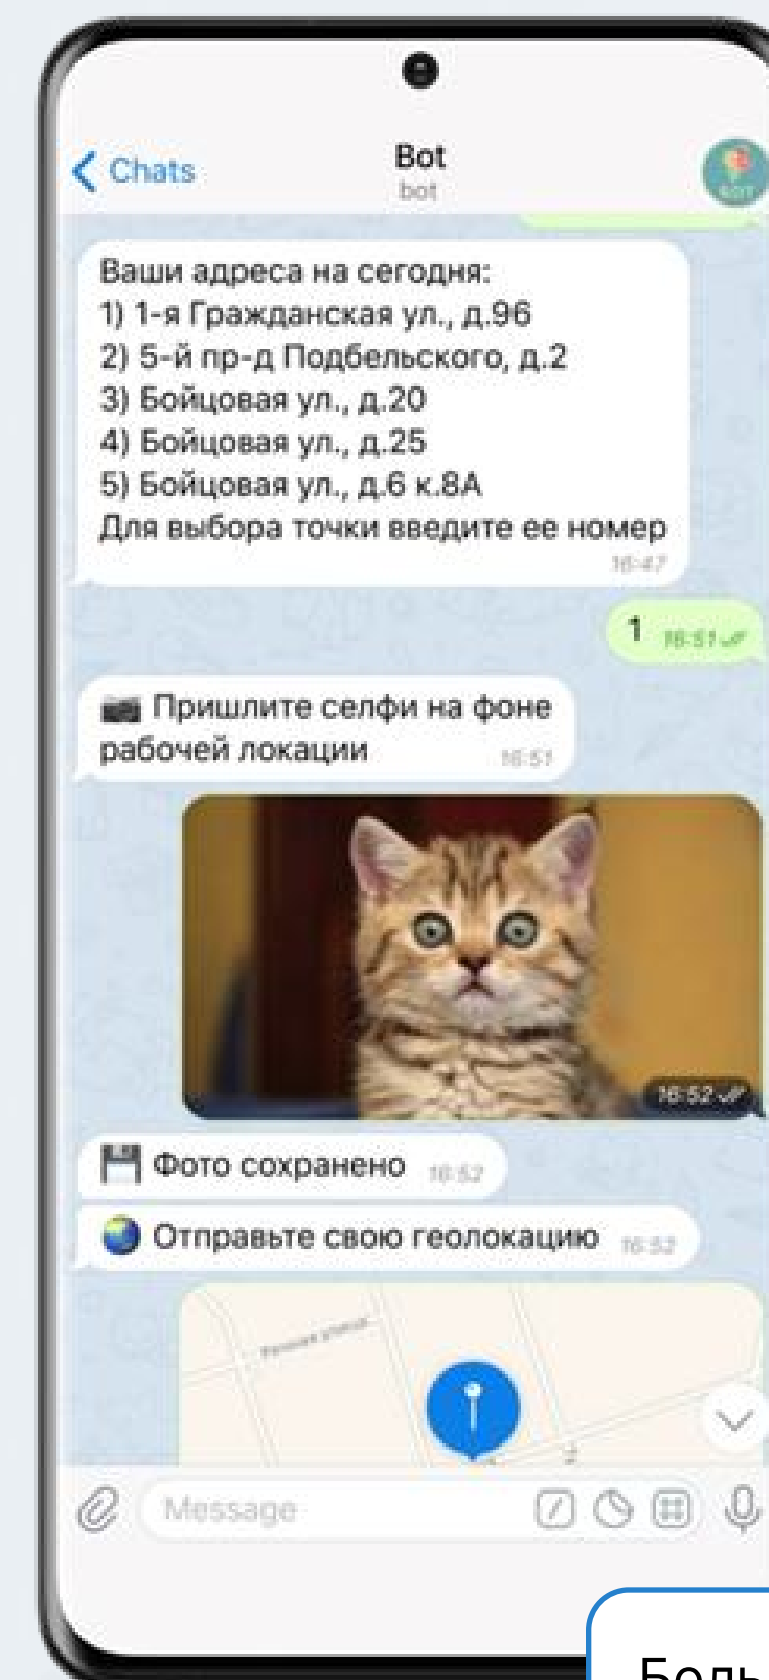 Chats
Bot
bot
Ваши адреса на сегодня:
1) 1-я Гражданская ул., д.96
2) 5-й пр-д Подбельского, д.2
3) Бойцовая ул., д.20
4) Бойцовая ул., д.25
5) Бойцовая ул., д.6 к.8А
Для выбора точки введите ее номер
16:47
1 16:51
Пришлите селфи на фоне
рабочей локации 16:51
16:52
Фото сохранено 16:52
Отправьте свою геолокацию 16:52
улица
Message